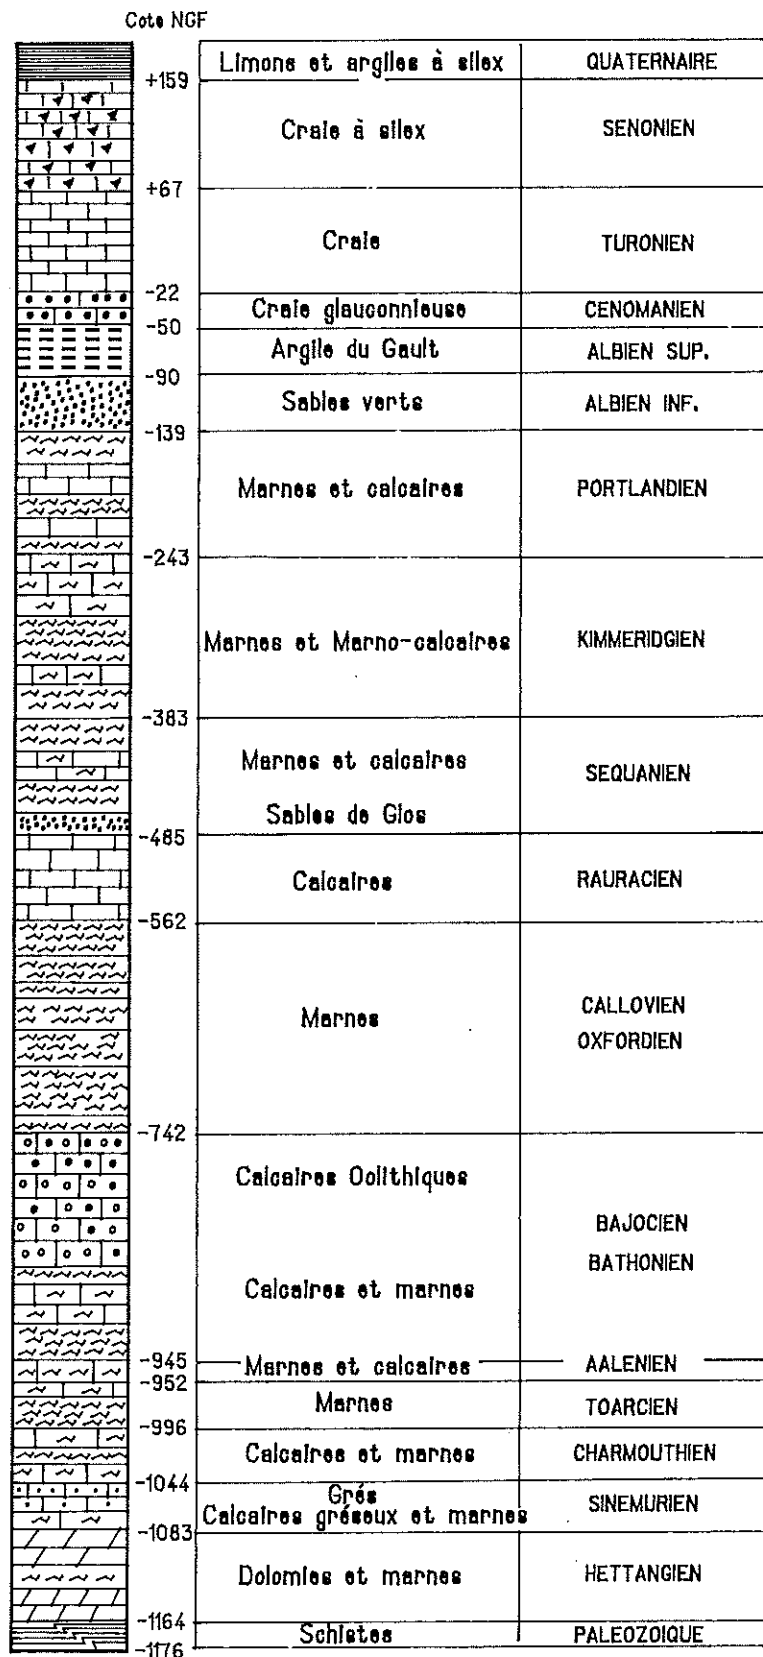 Cote NGF
Limons et argiles à silex QUATERNAIRE
+159
Craie à silex SENONIEN
+67
Craie TURONIEN
-22
Craie glauconnieuse CENOMANIEN
-50
Argile du Gault ALBIEN SUP.
-90
Sables verts ALBIEN INF.
-139
Marnes et calcaires PORTLANDIEN
-243
Marnes et Marno-calcaires KIMMERIDGIEN
-383
Marnes et calcaires
SEQUANIEN
Sables de Glos
-485
Calcaires RAURACIEN
-562
CALLOVIEN
Marnes
OXFORDIEN
-742
Calcaires Oolithiques
BAJOCIEN
BATHONIEN
Calcaires et marnes
-945
Marnes et calcaires AALENIEN
-952
Marnes TOARCIEN
-996
Calcaires et marnes CHARMOUTHIEN
-1044
Grés
SINEMURIEN
Calcaires gréseux et marnes
-1083
Dolomies et marnes HETTANGIEN
-1164
Schistes PALEOZOIQUE
-1176